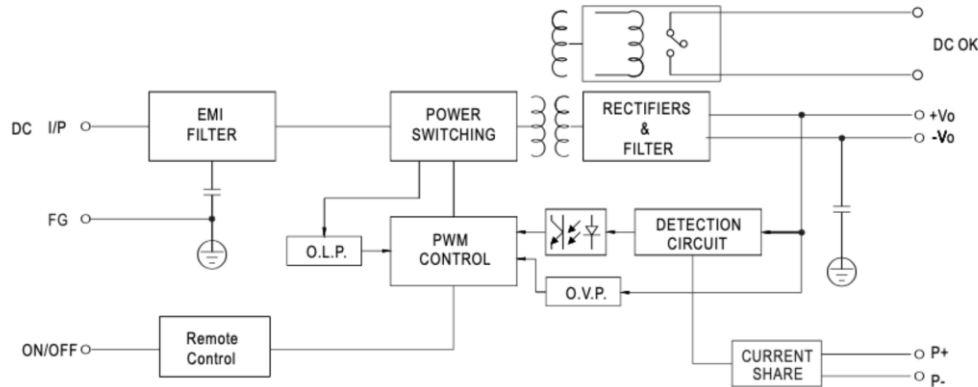 DC OK
EMI
FILTER
POWER
SWITCHING
RECTIFIERS
&
FILTER
DC I/P
+Vo
-Vo
FG
O.L.P.
PWM
CONTROL
DETECTION
CIRCUIT
O.V.P.
ON/OFF
Remote
Control
CURRENT
SHARE
P+
P-